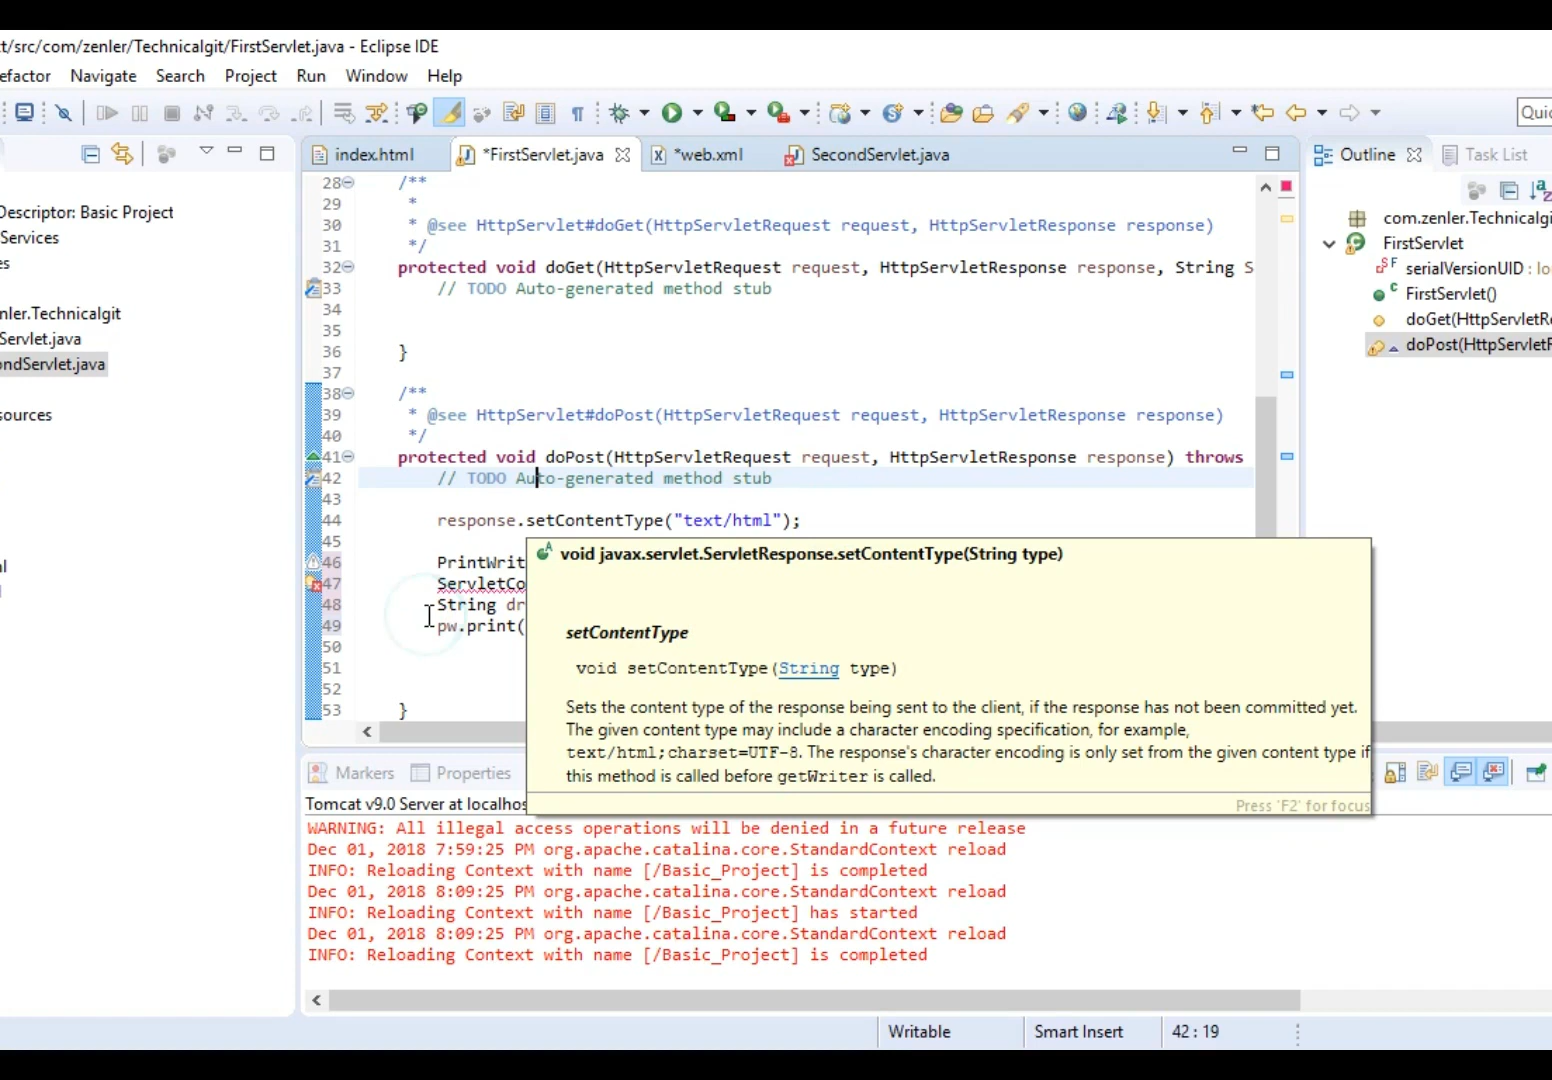 t/src/com/zenler/Technicalgit/FirstServlet.java - Eclipse IDE
efactor Navigate Search Project Run Window Help
Quic
index.html *FirstServlet.java *web.xml SecondServlet.java
Outline Task List
Descriptor: Basic Project
Services
es
nler.Technicalgit
Servlet.java
ondServlet.java
sources
al
28 /**
29 *
30 * @see HttpServlet#doGet(HttpServletRequest request, HttpServletResponse response)
31 */
32 protected void doGet(HttpServletRequest request, HttpServletResponse response, String S
33 // TODO Auto-generated method stub
34
35
36 }
37
38 /**
39 * @see HttpServlet#doPost(HttpServletRequest request, HttpServletResponse response)
40 */
41 protected void doPost(HttpServletRequest request, HttpServletResponse response) throws
42 // TODO Auto-generated method stub
43
44 response.setContentType("text/html");
45
46 PrintWrit
47 ServletCo
48 String dr
49 pw.print(
50
51
52
53 }
void javax.servlet.ServletResponse.setContentType(String type)
setContentType
void setContentType(String type)
Sets the content type of the response being sent to the client, if the response has not been committed yet.
The given content type may include a character encoding specification, for example,
text/html;charset=UTF-8. The response's character encoding is only set from the given content type if
this method is called before getWriter is called.
Press 'F2' for focus
com.zenler.Technicalgi
FirstServlet
serialVersionUID : lo
FirstServlet()
doGet(HttpServletRe
doPost(HttpServletR
Markers Properties
Tomcat v9.0 Server at localhos
WARNING: All illegal access operations will be denied in a future release
Dec 01, 2018 7:59:25 PM org.apache.catalina.core.StandardContext reload
INFO: Reloading Context with name [/Basic_Project] is completed
Dec 01, 2018 8:09:25 PM org.apache.catalina.core.StandardContext reload
INFO: Reloading Context with name [/Basic_Project] has started
Dec 01, 2018 8:09:25 PM org.apache.catalina.core.StandardContext reload
INFO: Reloading Context with name [/Basic_Project] is completed
Writable Smart Insert 42 : 19